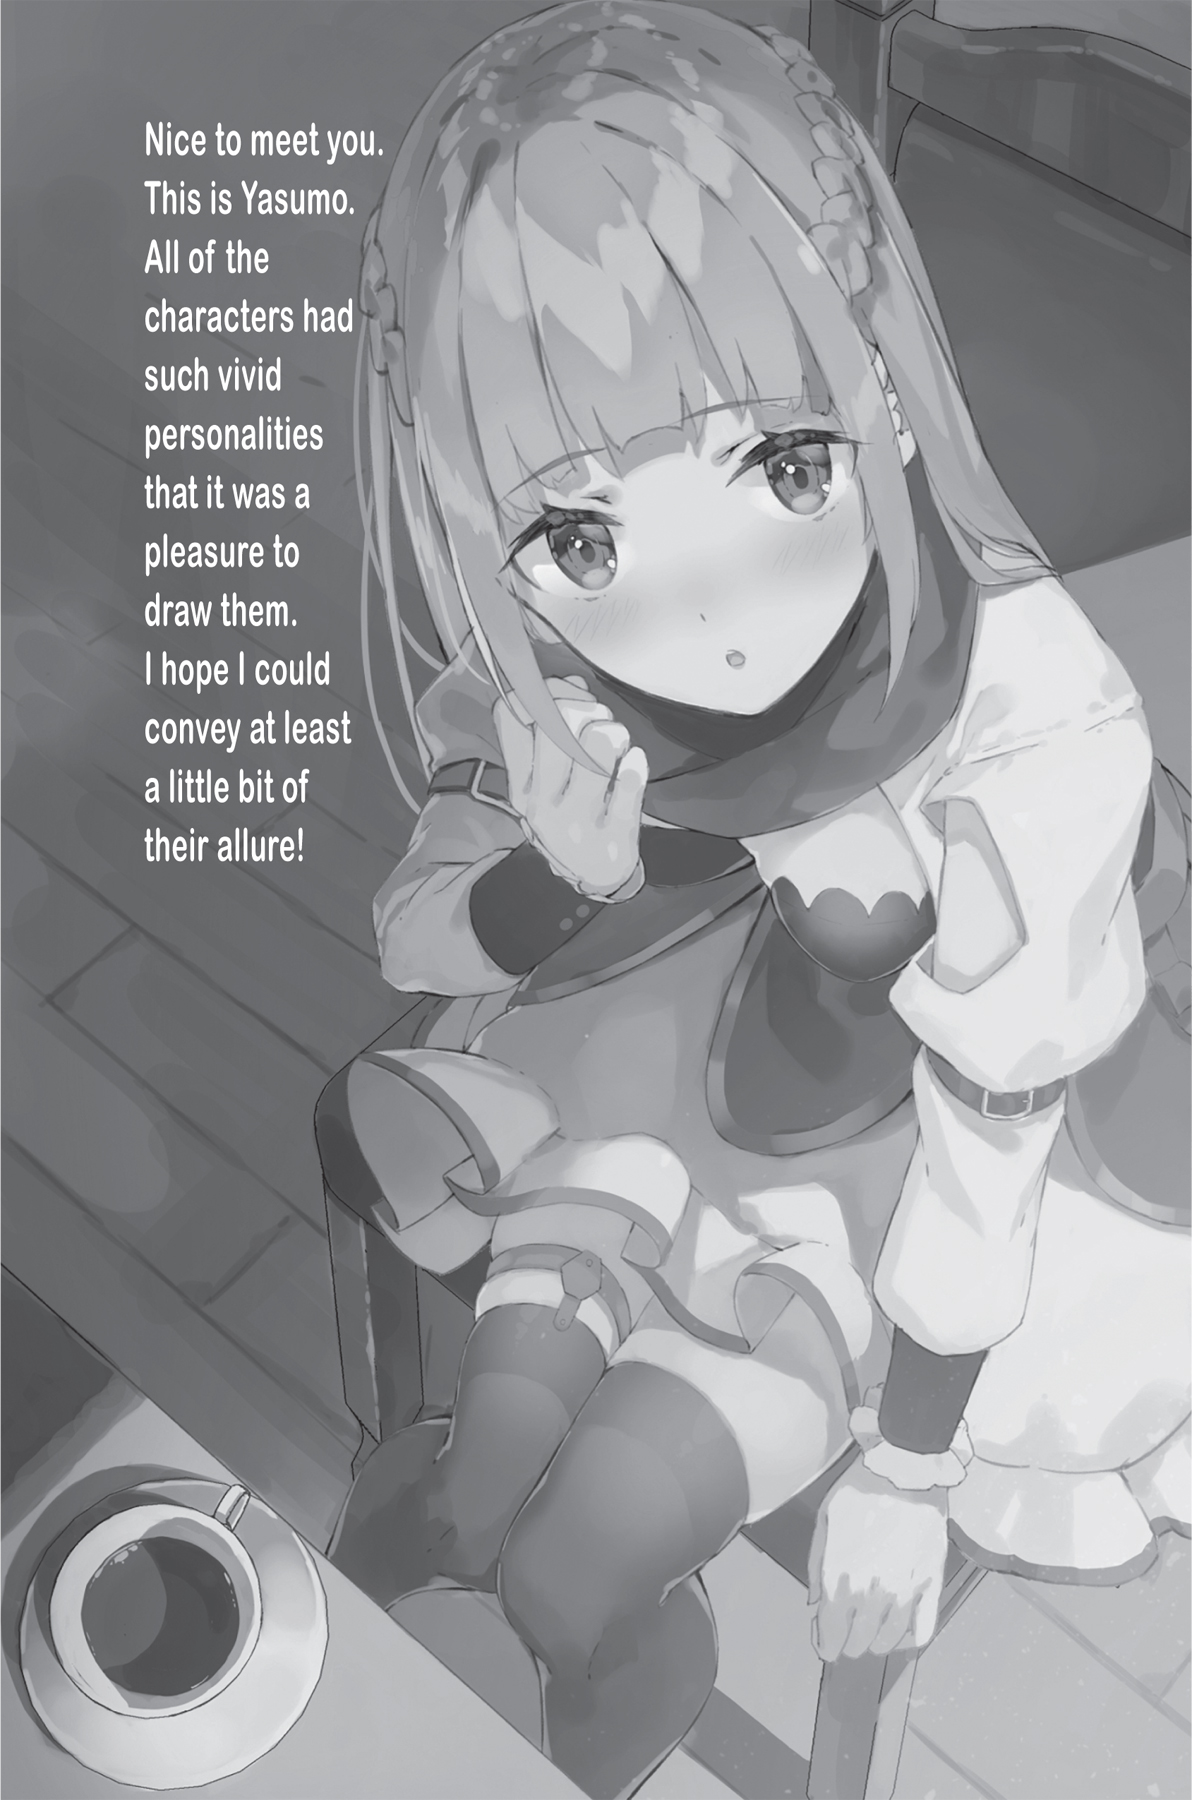 Nice to meet you.
This is Yasumo.
All of the
characters had
such vivid
personalities
that it was a
pleasure to
draw them.
I hope I could
convey at least
a little bit of
their allure!